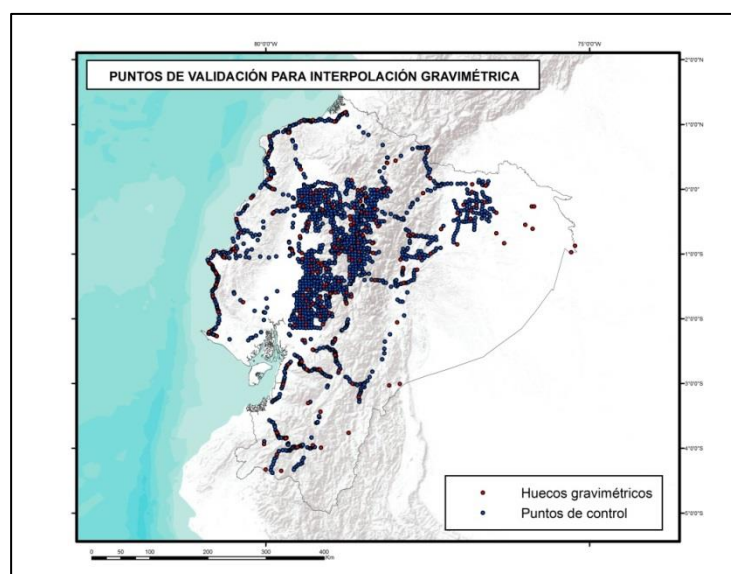 80°0'0"W
75°0'0"W
PUNTOS DE VALIDACIÓN PARA INTERPOLACIÓN GRAVIMÉTRICA
2°0'0"N
1°0'0"N
0°0'0"
1°0'0"S
2°0'0"S
3°0'0"S
4°0'0"S
5°0'0"S
Huecos gravimétricos
Puntos de control
0 50 100 200 300 400
Km